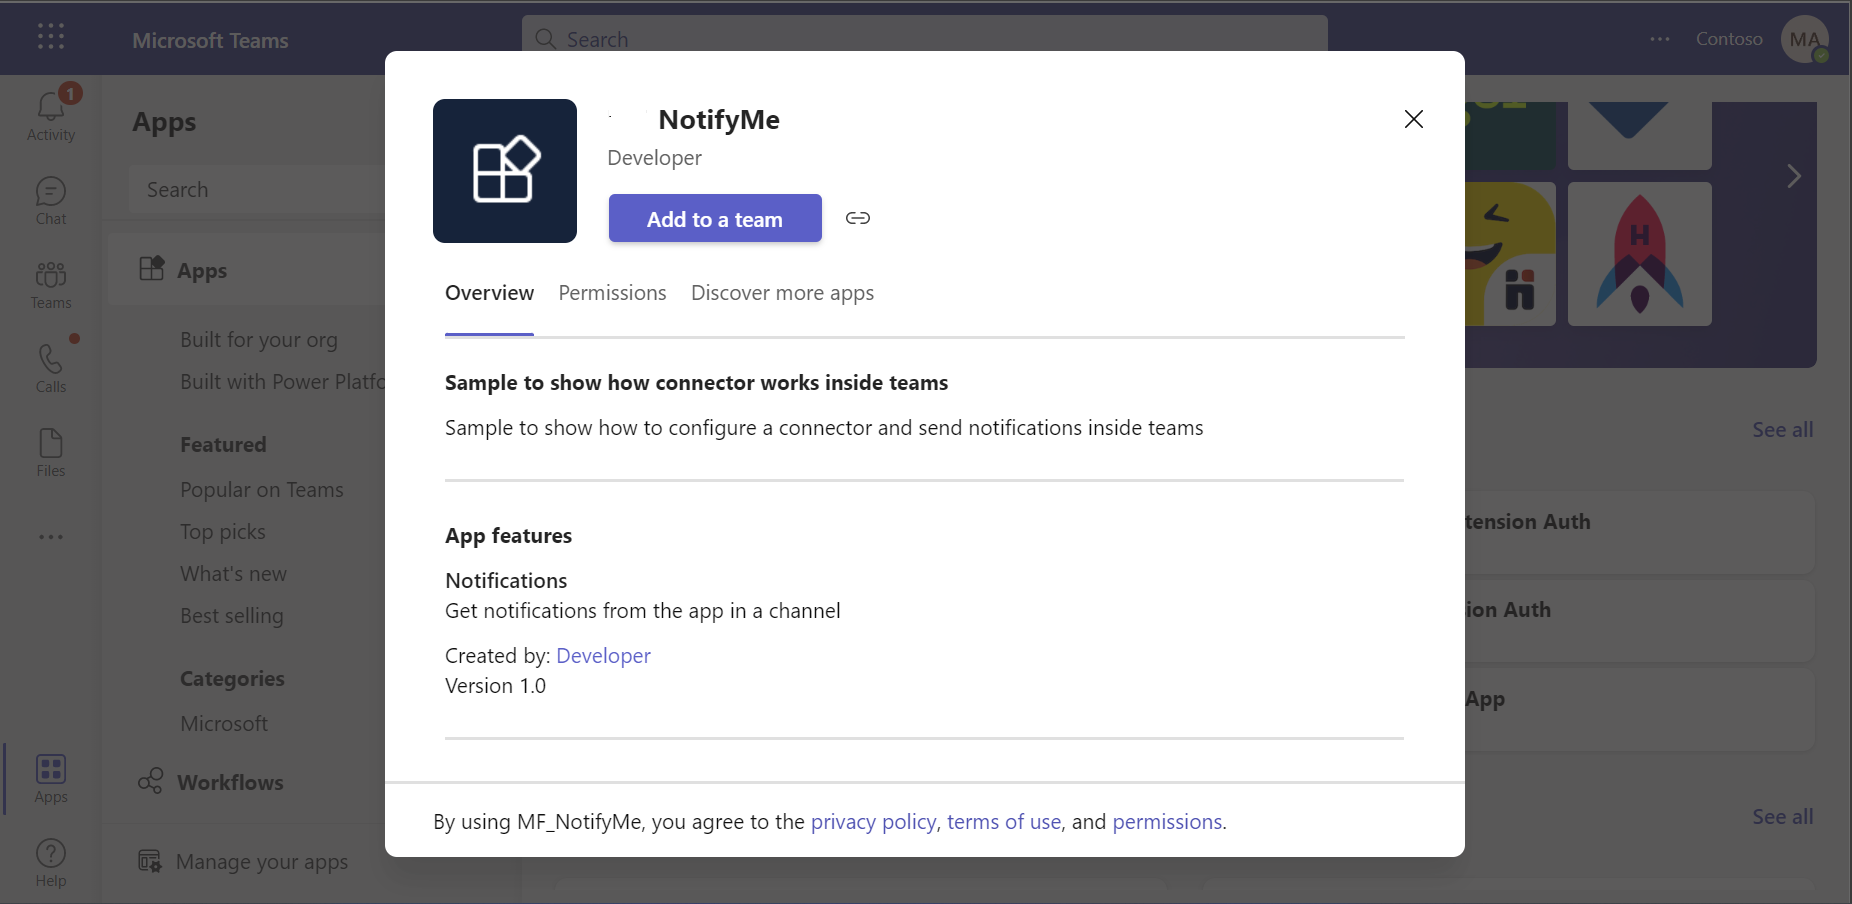 Microsoft Teams
Search
Contoso
MA
1
Activity
Chat
Teams
Calls
Files
Apps
Help
Apps
Search
Apps
Built for your org
Built with Power Platfo
Featured
Popular on Teams
Top picks
What's new
Best selling
Categories
Microsoft
Workflows
Manage your apps
NotifyMe
Developer
Add to a team
Overview Permissions Discover more apps
Sample to show how connector works inside teams
Sample to show how to configure a connector and send notifications inside teams
App features
Notifications
Get notifications from the app in a channel
Created by: Developer
Version 1.0
By using MF_NotifyMe, you agree to the privacy policy, terms of use, and permissions.
H
See all
tension Auth
ion Auth
App
See all